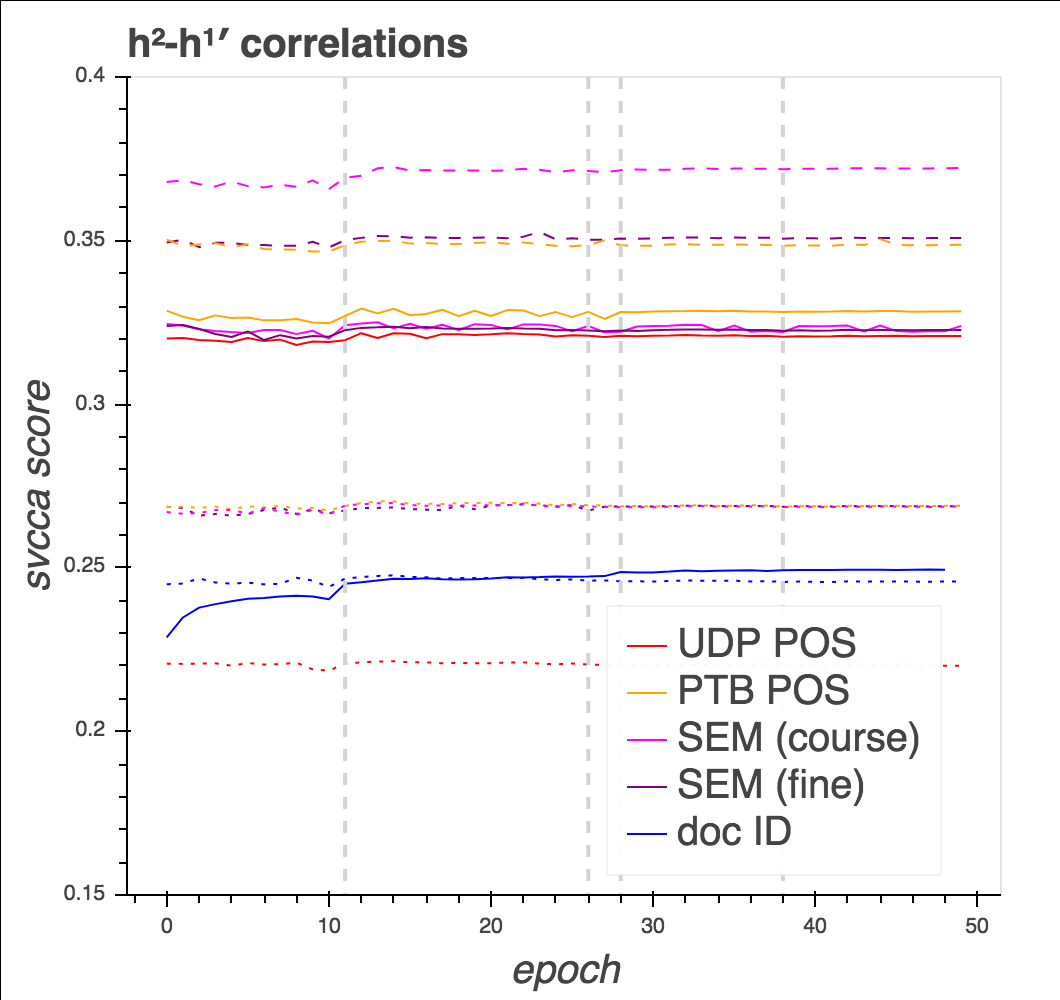 h²-h¹′ correlations
0.4
0.35
0.3
0.25
0.2
0.15
svcca score
UDP POS
PTB POS
SEM (course)
SEM (fine)
doc ID
0 10 20 30 40 50
epoch